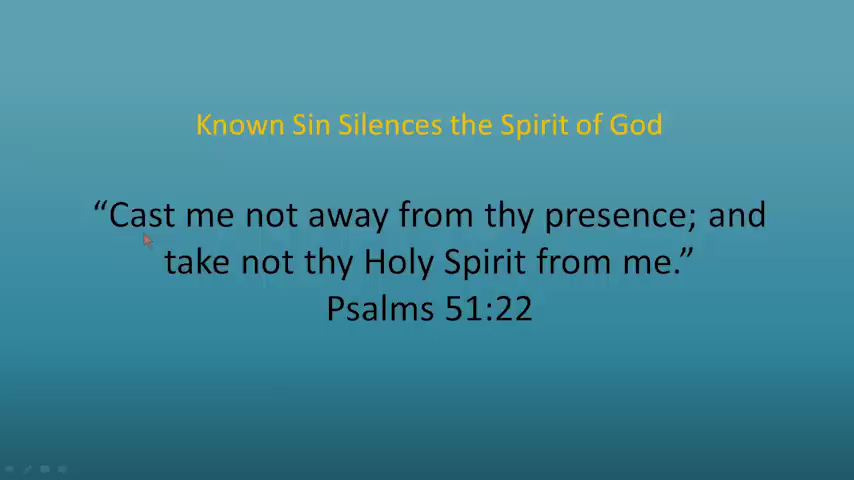 Known Sin Silences the Spirit of God
“Cast me not away from thy presence; and
take not thy Holy Spirit from me.”
Psalms 51:22